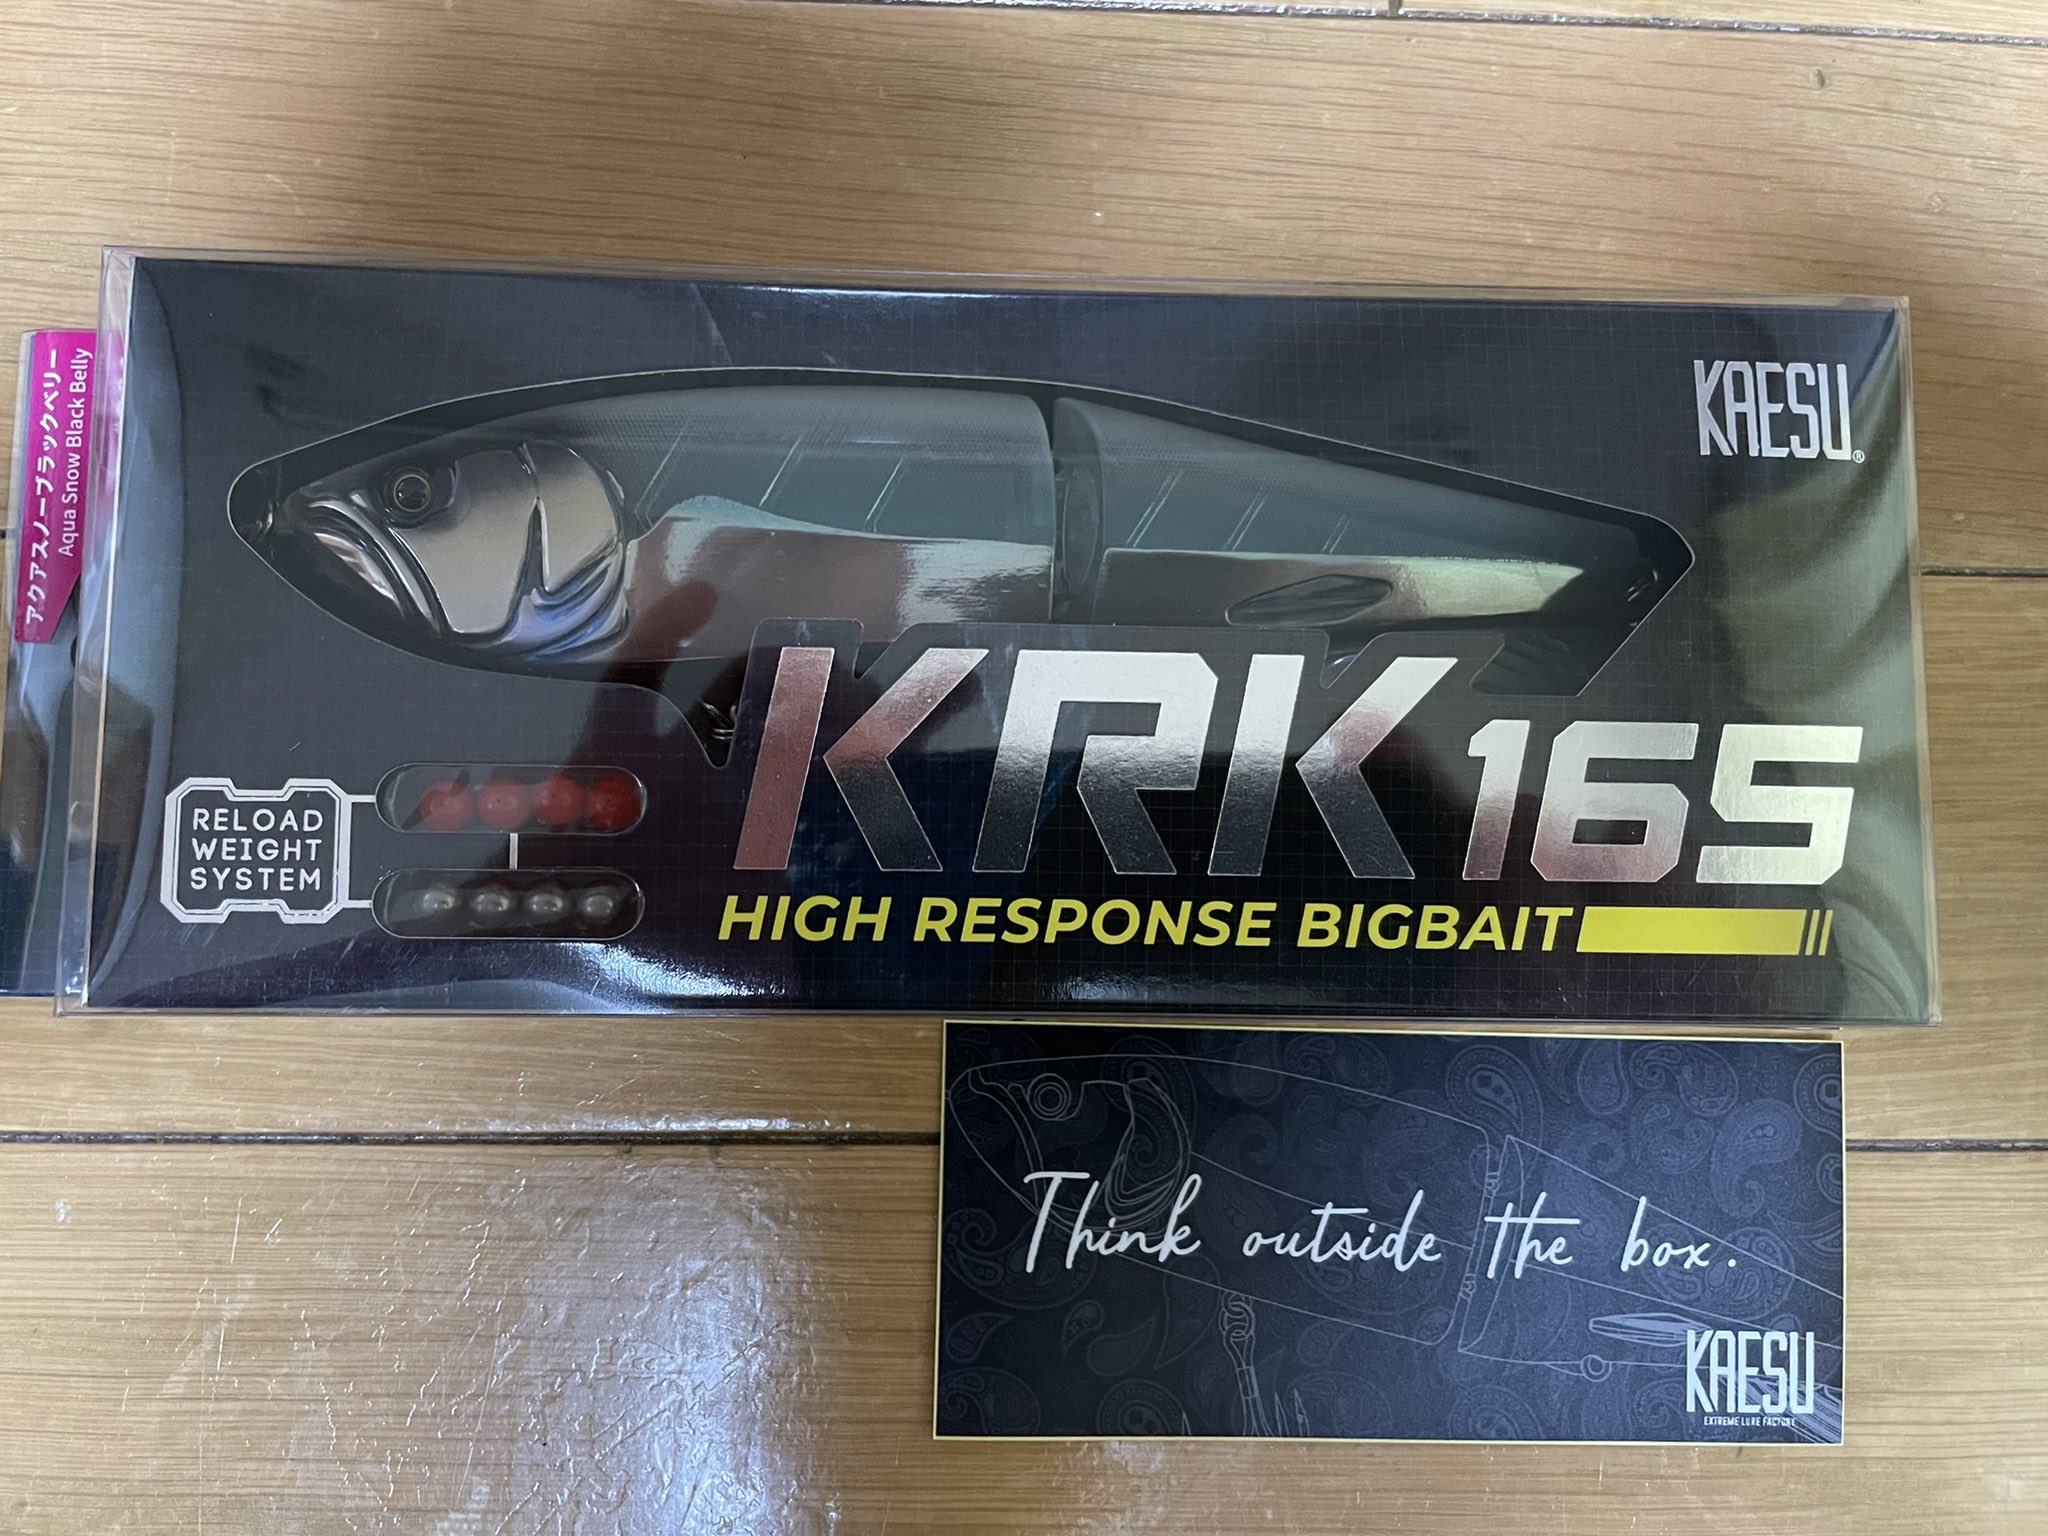 アクアスノーブラックベリー
Aqua Snow Black Belly
KAESU®
KRK165
HIGH RESPONSE BIGBAIT
RELOAD
WEIGHT
SYSTEM
Think outside the box.
KAESU
EXTREME LURE FACTORY